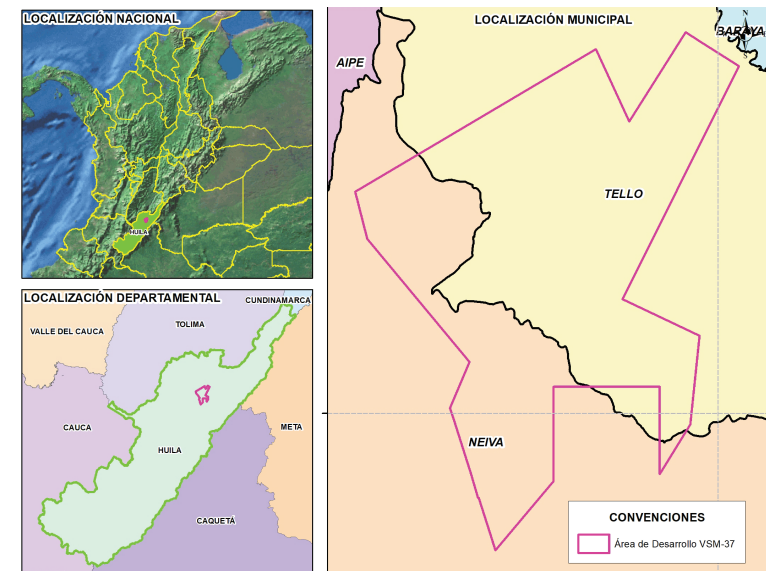 LOCALIZACIÓN NACIONAL
HUILA
LOCALIZACIÓN DEPARTAMENTAL
CUNDINAMARCA
TOLIMA
VALLE DEL CAUCA
CAUCA
META
HUILA
CAQUETÁ
LOCALIZACIÓN MUNICIPAL
N
BARAYA
S
AIPE
TELLO
NEIVA
CONVENCIONES
Área de Desarrollo VSM-37